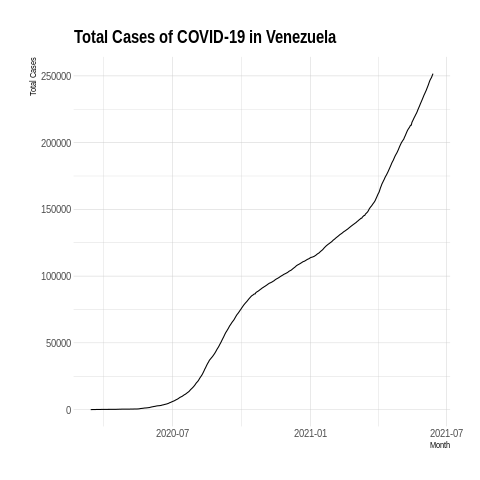 Total Cases of COVID-19 in Venezuela
Total Cases
250000
200000
150000
100000
50000
0
2020-07 2021-01 2021-07
Month